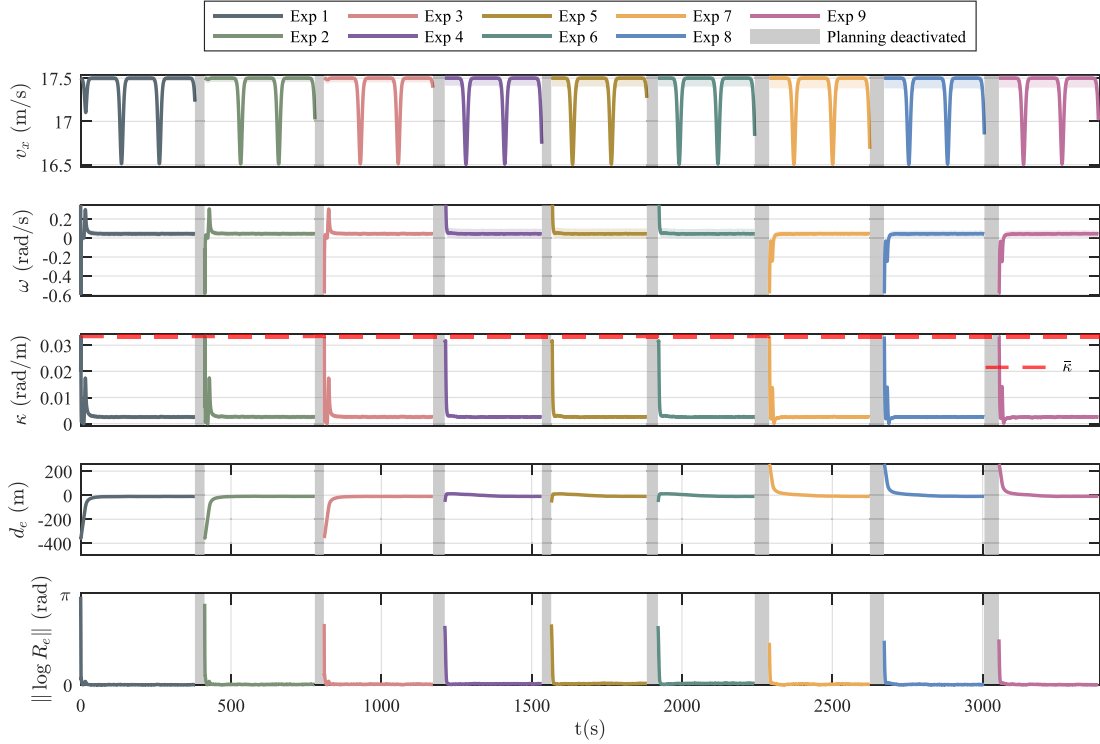 Exp 1 Exp 3 Exp 5 Exp 7 Exp 9
Exp 2 Exp 4 Exp 6 Exp 8 Planning deactivated
17.5
17
16.5
v_x (m/s)
0.2
0
-0.2
-0.4
-0.6
ω (rad/s)
0.03
0.02
0.01
0
κ (rad/m)
κ̄
200
0
-200
-400
d_e (m)
π
0
|| log R_e || (rad)
0 500 1000 1500 2000 2500 3000
t(s)